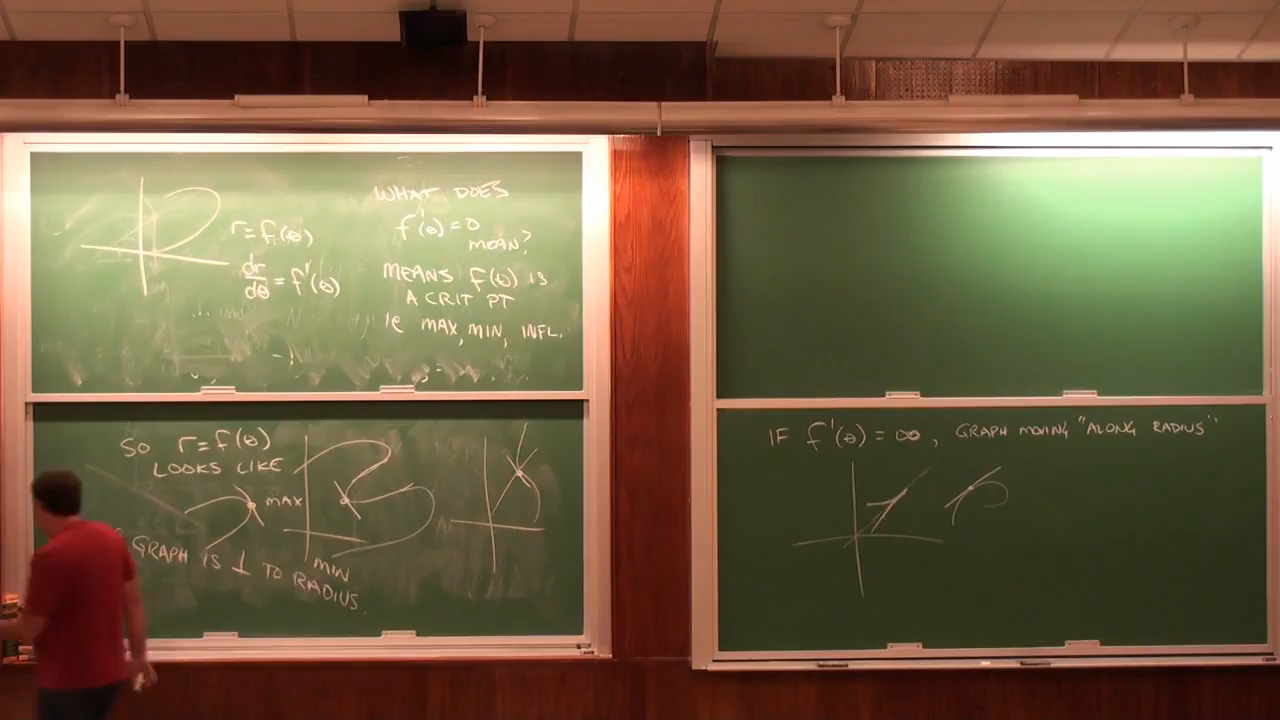 r = f(θ)
dr/dθ = f'(θ)
WHAT DOES
f'(θ) = 0
MEAN?
MEANS f(θ) IS
A CRIT PT
IE MAX, MIN, INFL.
SO r = f(θ)
LOOKS LIKE
MAX
MIN
GRAPH IS ⊥ TO RADIUS.
IF f'(θ) = ∞, GRAPH MOVING "ALONG RADIUS"